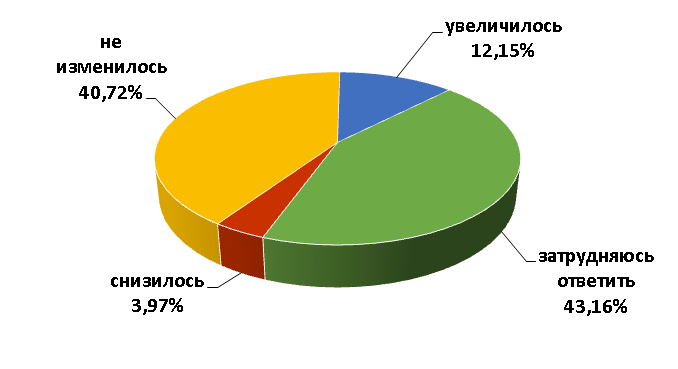 увеличилось
12,15%
не
изменилось
40,72%
затрудняюсь
ответить
43,16%
снизилось
3,97%